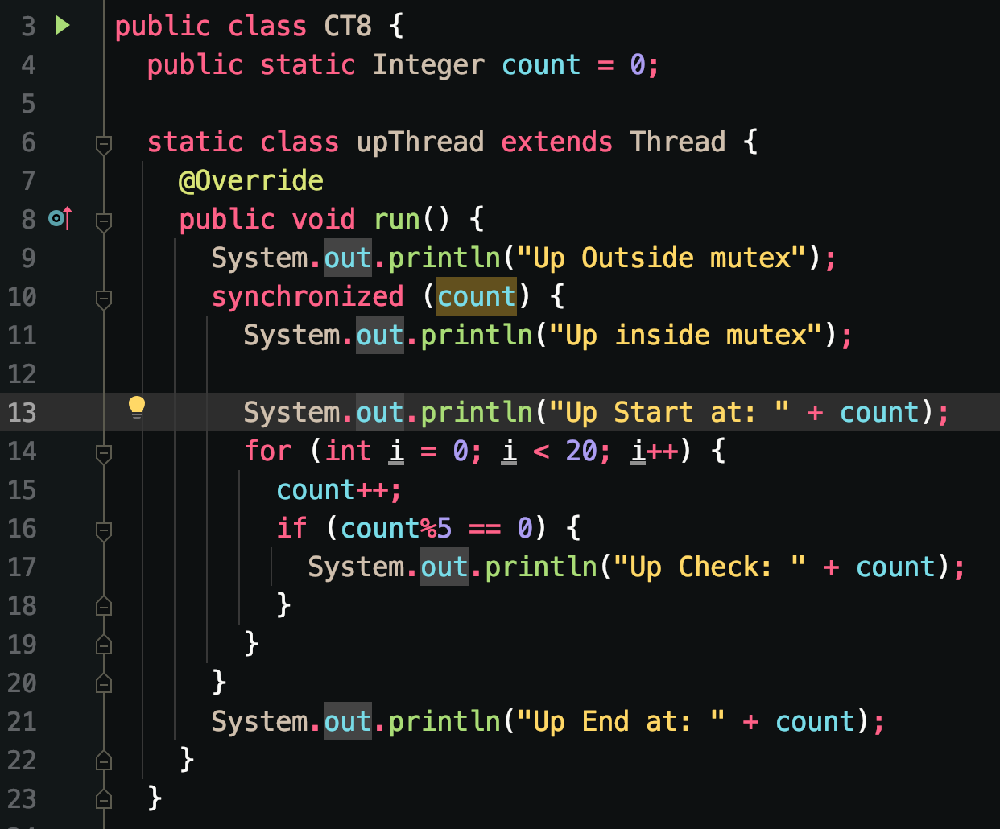 3 public class CT8 {
4 public static Integer count = 0;
5
6 static class upThread extends Thread {
7 @Override
8 public void run() {
9 System.out.println("Up Outside mutex");
10 synchronized (count) {
11 System.out.println("Up inside mutex");
12
13 System.out.println("Up Start at: " + count);
14 for (int i = 0; i < 20; i++) {
15 count++;
16 if (count%5 == 0) {
17 System.out.println("Up Check: " + count);
18 }
19 }
20 }
21 System.out.println("Up End at: " + count);
22 }
23 }